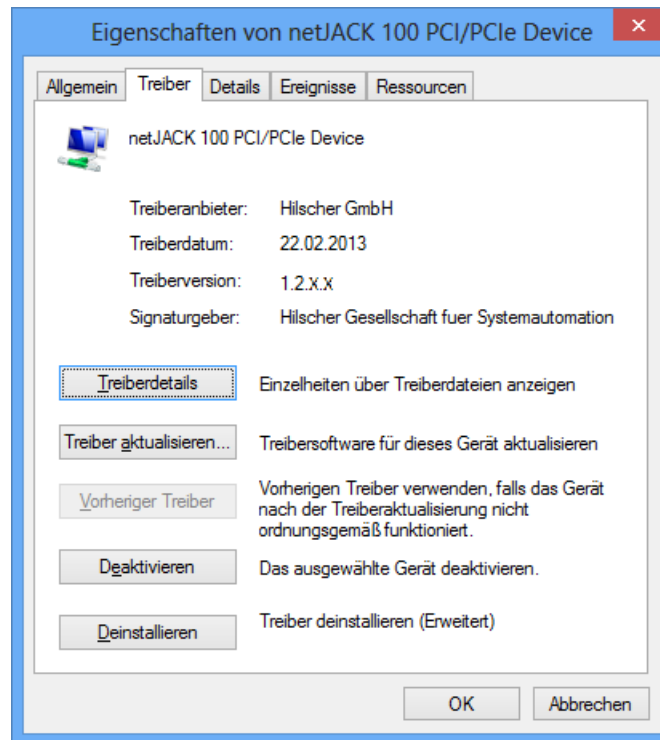 Eigenschaften von netJACK 100 PCI/PCIe Device
Allgemein Treiber Details Ereignisse Ressourcen
netJACK 100 PCI/PCIe Device
Treiberanbieter: Hilscher GmbH
Treiberdatum: 22.02.2013
Treiberversion: 1.2.x.x
Signaturgeber: Hilscher Gesellschaft fuer Systemautomation
Treiberdetails Einzelheiten über Treiberdateien anzeigen
Treiber aktualisieren... Treibersoftware für dieses Gerät aktualisieren
Vorheriger Treiber Vorherigen Treiber verwenden, falls das Gerät
nach der Treiberaktualisierung nicht
ordnungsgemäß funktioniert.
Deaktivieren Das ausgewählte Gerät deaktivieren.
Deinstallieren Treiber deinstallieren (Erweitert)
OK Abbrechen